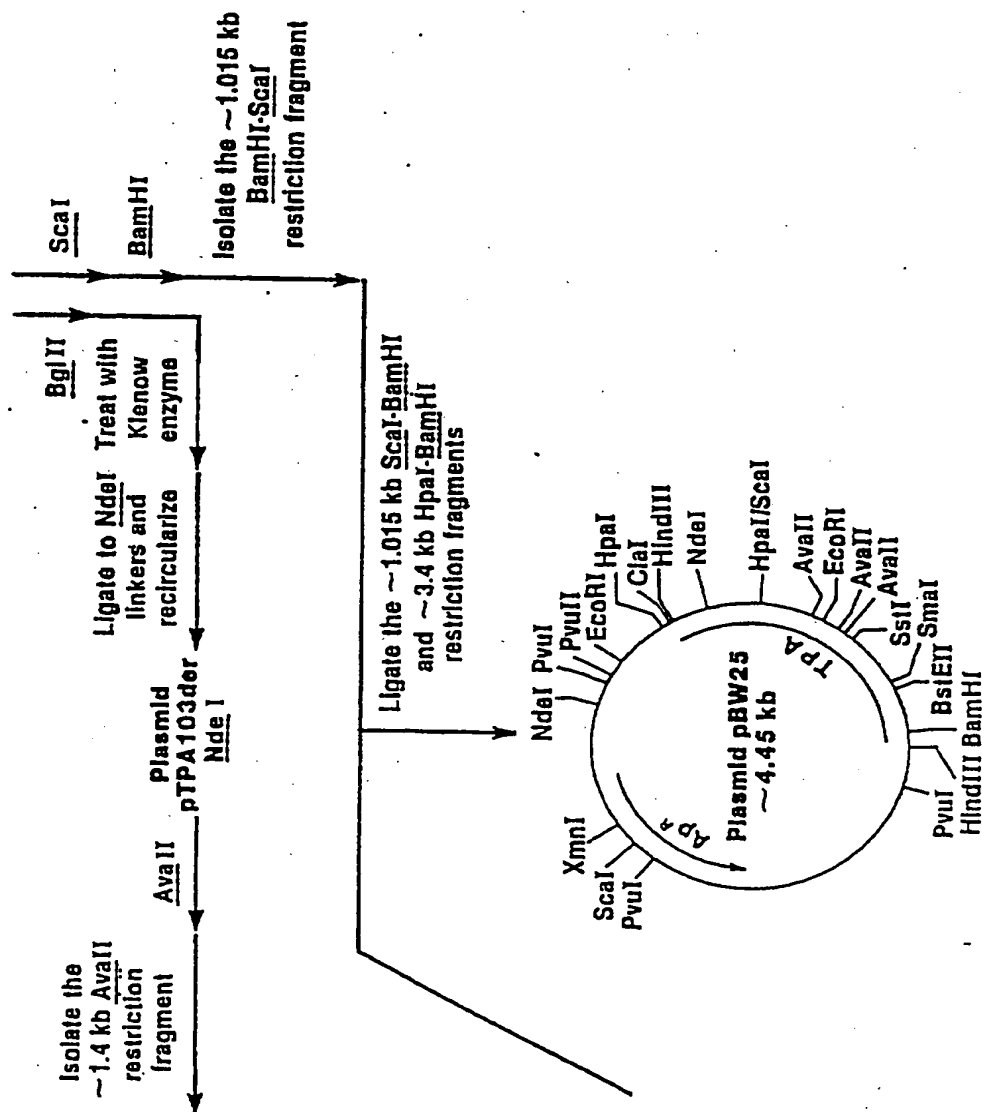 ScaI
BamHI
Isolate the ~1.015 kb
BamHI-ScaI
restriction fragment
BglII
Treat with
Klenow
enzyme
Ligate to NdeI
linkers and
recircularize
Plasmid
pTPA103der
NdeI
AvaII
Isolate the
~1.4 kb AvaII
restriction
fragment
Ligate the ~1.015 kb ScaI-BamHI
and ~3.4 kb HpaI-BamHI
restriction fragments
NdeI
PvuI
PvuII
EcoRI
HpaI
ClaI
HindIII
NdeI
HpaI/ScaI
AvaII
EcoRI
AvaII
AvaII
SstI
SmaI
BstEII
BamHI
HindIII
PvuI
PvuI
ScaI
XmnI
ApR
TPA
Plasmid pBW25
~4.45 kb